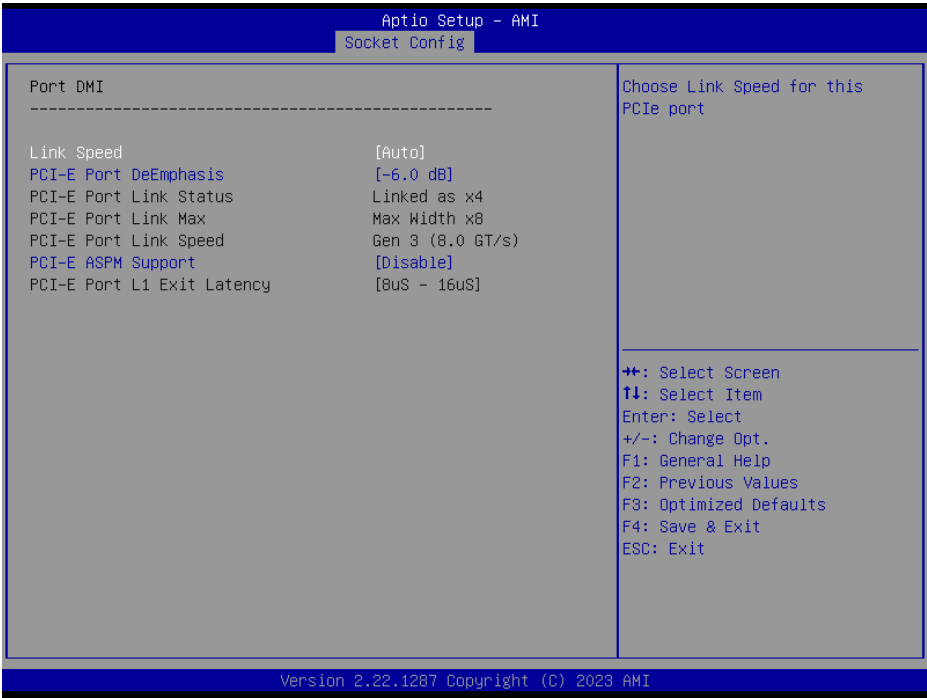 Aptio Setup - AMI
Socket Config
Port DMI
--------------------------------------------------
Link Speed [Auto]
PCI-E Port DeEmphasis [-6.0 dB]
PCI-E Port Link Status Linked as x4
PCI-E Port Link Max Max Width x8
PCI-E Port Link Speed Gen 3 (8.0 GT/s)
PCI-E ASPM Support [Disable]
PCI-E Port L1 Exit Latency [8uS - 16uS]
Choose Link Speed for this
PCIe port
→←: Select Screen
↑↓: Select Item
Enter: Select
+/-: Change Opt.
F1: General Help
F2: Previous Values
F3: Optimized Defaults
F4: Save & Exit
ESC: Exit
Version 2.22.1287 Copyright (C) 2023 AMI